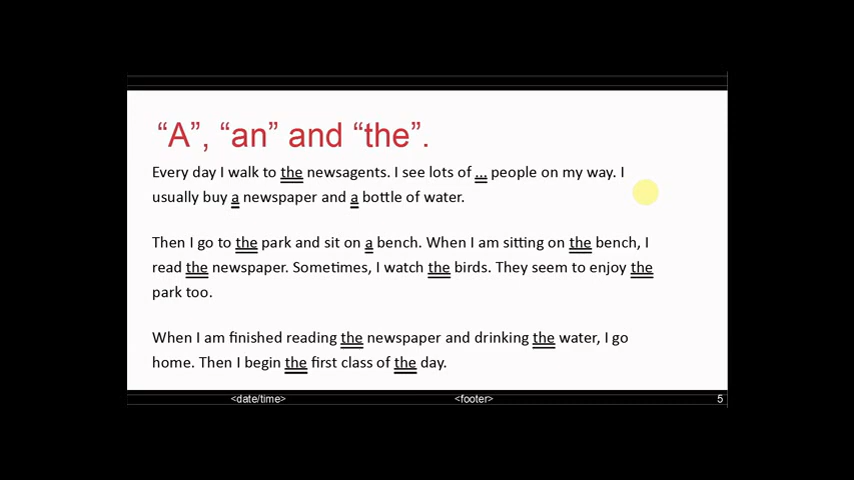 “A”, “an” and “the”.
Every day I walk to the newsagents. I see lots of ... people on my way. I
usually buy a newspaper and a bottle of water.
Then I go to the park and sit on a bench. When I am sitting on the bench, I
read the newspaper. Sometimes, I watch the birds. They seem to enjoy the
park too.
When I am finished reading the newspaper and drinking the water, I go
home. Then I begin the first class of the day.
<date/time> <footer> 5